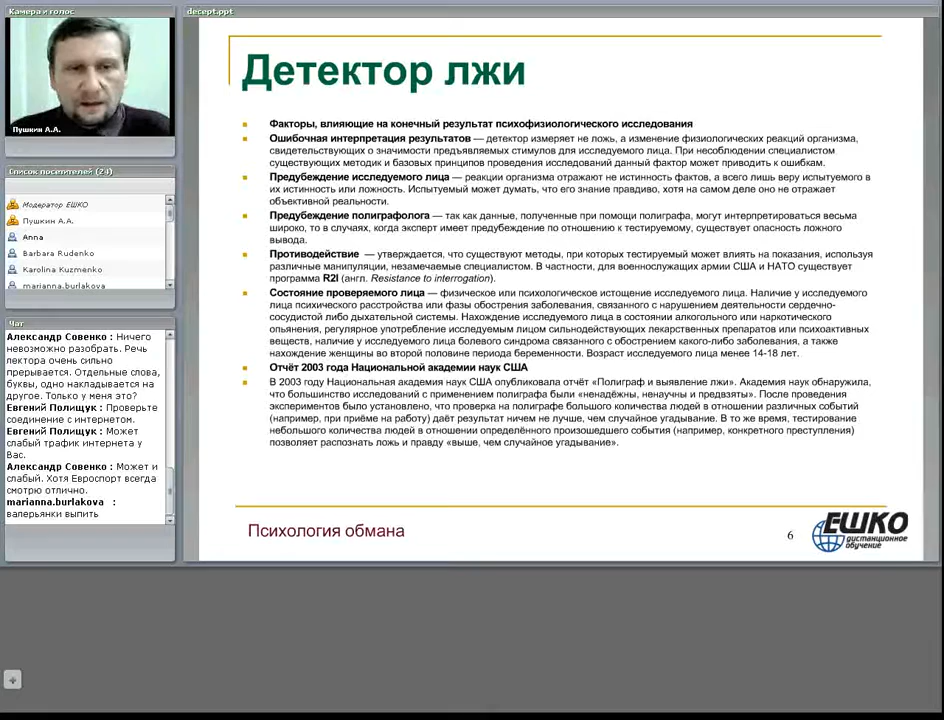 Камера и голос
Пушкин А.А.
Список посетителей (24)
Модератор ЕШКО
Пушкин А.А.
Anna
Barbara Rudenko
Karolina Kuzmenko
marianna.burlakova
Чат
Александр Совенко : Ничего
невозможно разобрать. Речь
лектора очень сильно
прерывается. Отдельные слова,
буквы, одно накладывается на
другое. Только у меня это?
Евгений Полищук : Проверьте
соединение с интернетом.
Евгений Полищук : Может
слабый трафик интернета у
Вас.
Александр Совенко : Может и
слабый. Хотя Евроспорт всегда
смотрю отлично.
marianna.burlakova :
валерьянки выпить
decept.ppt
Детектор лжи
Факторы, влияющие на конечный результат психофизиологического исследования
Ошибочная интерпретация результатов — детектор измеряет не ложь, а изменение физиологических реакций организма,
свидетельствующих о значимости предъявляемых стимулов для исследуемого лица. При несоблюдении специалистом
существующих методик и базовых принципов проведения исследований данный фактор может приводить к ошибкам.
Предубеждение исследуемого лица — реакции организма отражают не истинность фактов, а всего лишь веру испытуемого в
их истинность или ложность. Испытуемый может думать, что его знание правдиво, хотя на самом деле оно не отражает
объективной реальности.
Предубеждение полиграфолога — так как данные, полученные при помощи полиграфа, могут интерпретироваться весьма
широко, то в случаях, когда эксперт имеет предубеждение по отношению к тестируемому, существует опасность ложного
вывода.
Противодействие — утверждается, что существуют методы, при которых тестируемый может влиять на показания, используя
различные манипуляции, незамечаемые специалистом. В частности, для военнослужащих армии США и НАТО существует
программа R2I (англ. Resistance to interrogation).
Состояние проверяемого лица — физическое или психологическое истощение исследуемого лица. Наличие у исследуемого
лица психического расстройства или фазы обострения заболевания, связанного с нарушением деятельности сердечно-
сосудистой либо дыхательной системы. Нахождение исследуемого лица в состоянии алкогольного или наркотического
опьянения, регулярное употребление исследуемым лицом сильнодействующих лекарственных препаратов или психоактивных
веществ, наличие у исследуемого лица болевого синдрома связанного с обострением какого-либо заболевания, а также
нахождение женщины во второй половине периода беременности. Возраст исследуемого лица менее 14-18 лет.
Отчёт 2003 года Национальной академии наук США
В 2003 году Национальная академия наук США опубликовала отчёт «Полиграф и выявление лжи». Академия наук обнаружила,
что большинство исследований с применением полиграфа были «ненадёжны, ненаучны и предвзяты». После проведения
экспериментов было установлено, что проверка на полиграфе большого количества людей в отношении различных событий
(например, при приёме на работу) даёт результат ничем не лучше, чем случайное угадывание. В то же время, тестирование
небольшого количества людей в отношении определённого произошедшего события (например, конкретного преступления)
позволяет распознать ложь и правду «выше, чем случайное угадывание».
Психология обмана
6
ЕШКО
дистанционное
обучение